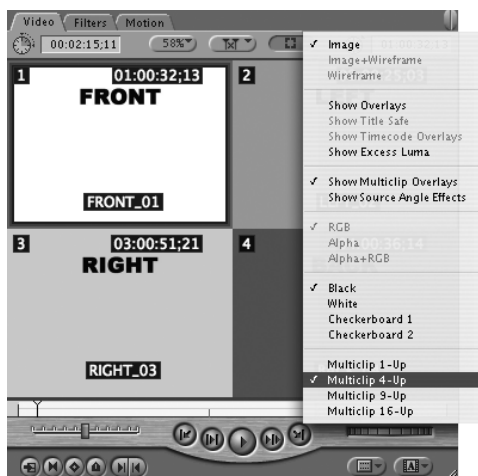 Video Filters Motion
00:02:15;11 58%
1 01:00:32;13
FRONT
FRONT_01
2
3 03:00:51;21
RIGHT
RIGHT_03
4
✓ Image
Image+Wireframe
Wireframe
Show Overlays
Show Title Safe
Show Timecode Overlays
Show Excess Luma
✓ Show Multiclip Overlays
Show Source Angle Effects
✓ RGB
Alpha
Alpha+RGB
✓ Black
White
Checkerboard 1
Checkerboard 2
Multiclip 1-Up
✓ Multiclip 4-Up
Multiclip 9-Up
Multiclip 16-Up
A